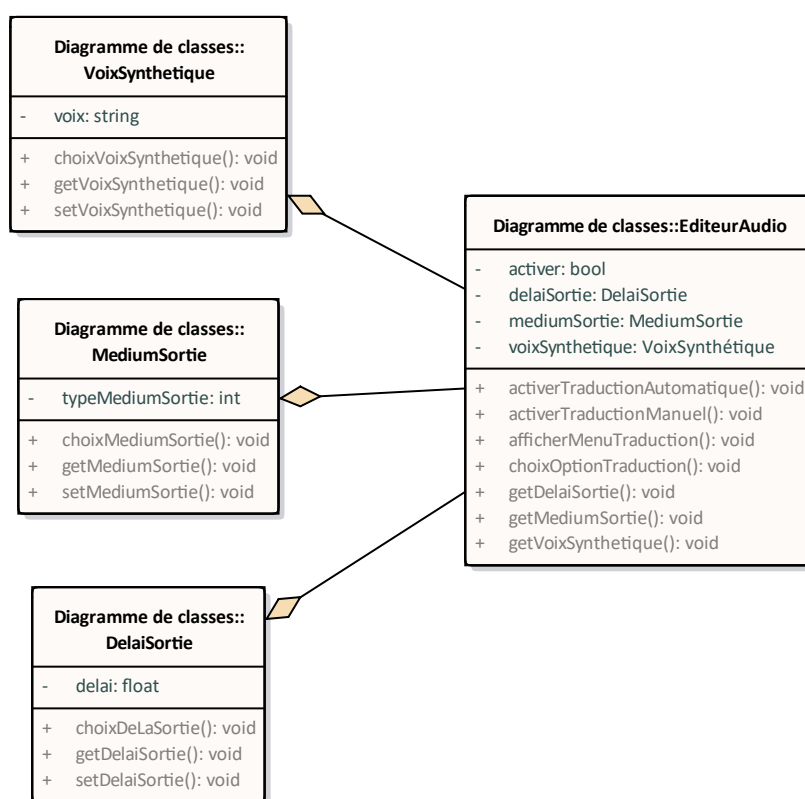 Diagramme de classes::
VoixSynthetique
- voix: string
+ choixVoixSynthetique(): void
+ getVoixSynthetique(): void
+ setVoixSynthetique(): void
Diagramme de classes::EditeurAudio
- activer: bool
- delaiSortie: DelaiSortie
- mediumSortie: MediumSortie
- voixSynthetique: VoixSynthétique
+ activerTraductionAutomatique(): void
+ activerTraductionManuel(): void
+ afficherMenuTraduction(): void
+ choixOptionTraduction(): void
+ getDelaiSortie(): void
+ getMediumSortie(): void
+ getVoixSynthetique(): void
Diagramme de classes::
MediumSortie
- typeMediumSortie: int
+ choixMediumSortie(): void
+ getMediumSortie(): void
+ setMediumSortie(): void
Diagramme de classes::
DelaiSortie
- delai: float
+ choixDeLaSortie(): void
+ getDelaiSortie(): void
+ setDelaiSortie(): void